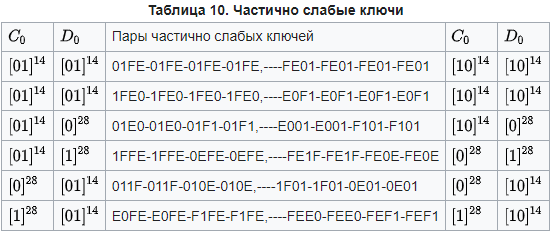 Таблица 10. Частично слабые ключи
C₀ D₀ Пары частично слабых ключей C₀ D₀
[01]¹⁴ [01]¹⁴ 01FE-01FE-01FE-01FE,----FE01-FE01-FE01-FE01 [10]¹⁴ [10]¹⁴
[01]¹⁴ [01]¹⁴ 1FE0-1FE0-1FE0-1FE0,----E0F1-E0F1-E0F1-E0F1 [10]¹⁴ [10]¹⁴
[01]¹⁴ [0]²⁸ 01E0-01E0-01F1-01F1,----E001-E001-F101-F101 [10]¹⁴ [0]²⁸
[01]¹⁴ [1]²⁸ 1FFE-1FFE-0EFE-0EFE,----FE1F-FE1F-FE0E-FE0E [0]²⁸ [1]²⁸
[0]²⁸ [01]¹⁴ 011F-011F-010E-010E,----1F01-1F01-0E01-0E01 [0]²⁸ [10]¹⁴
[1]²⁸ [01]¹⁴ E0FE-E0FE-F1FE-F1FE,----FEE0-FEE0-FEF1-FEF1 [1]²⁸ [10]¹⁴